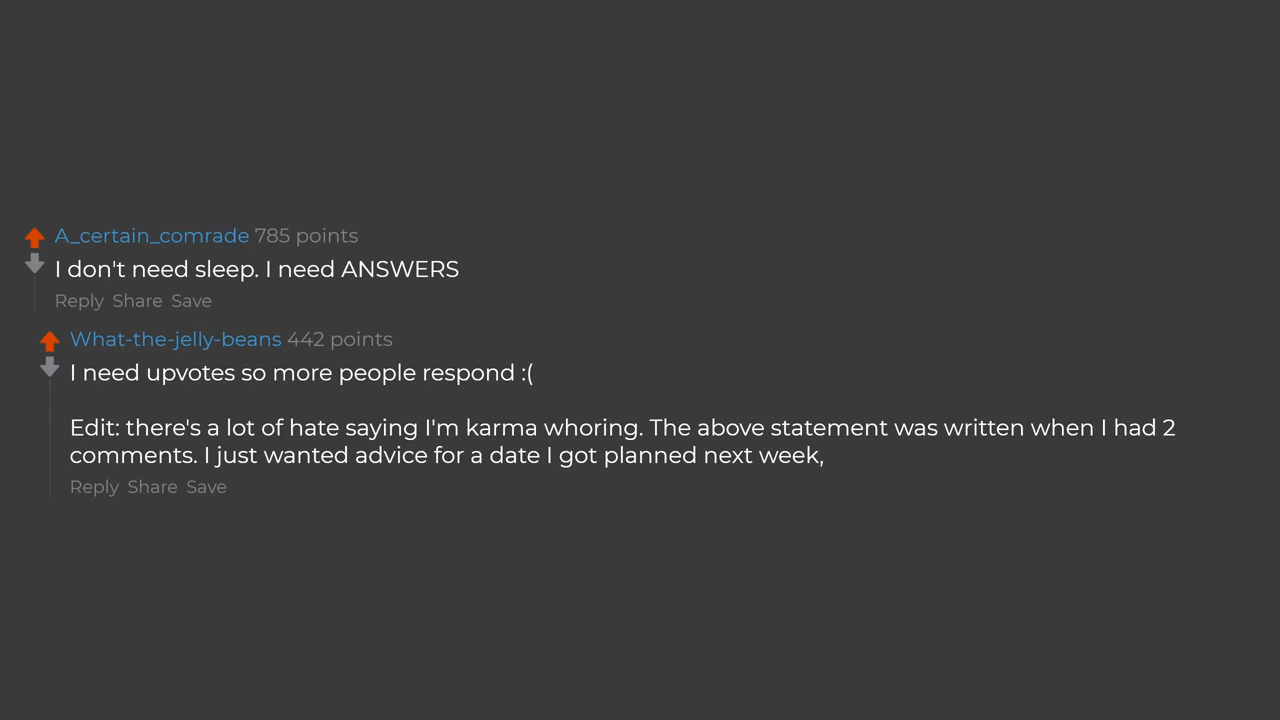 A_certain_comrade 785 points
I don't need sleep. I need ANSWERS
Reply Share Save
What-the-jelly-beans 442 points
I need upvotes so more people respond :(
Edit: there's a lot of hate saying I'm karma whoring. The above statement was written when I had 2
comments. I just wanted advice for a date I got planned next week,
Reply Share Save